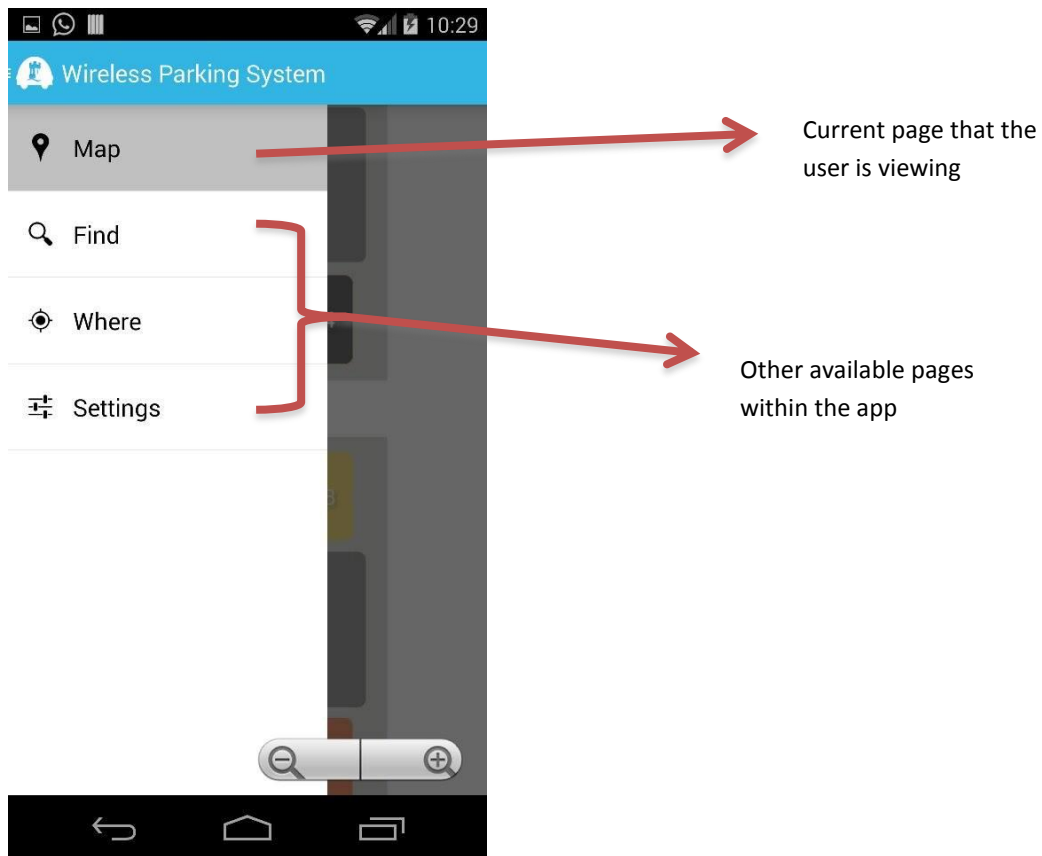 10:29
Wireless Parking System
Map
Current page that the
user is viewing
Find
Where
Other available pages
within the app
Settings